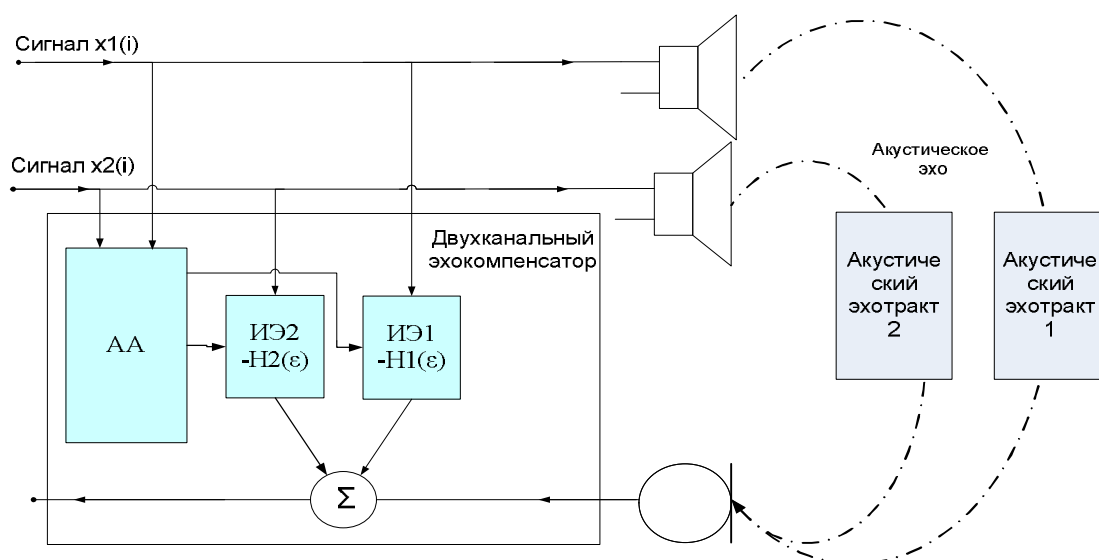 Сигнал x1(i)
Сигнал x2(i)
Акустическое
эхо
Двухканальный
эхокомпенсатор
АА
ИЭ2
-H2(ε)
ИЭ1
-H1(ε)
Акустиче
ский
эхотракт
2
Акустиче
ский
эхотракт
1
Σ